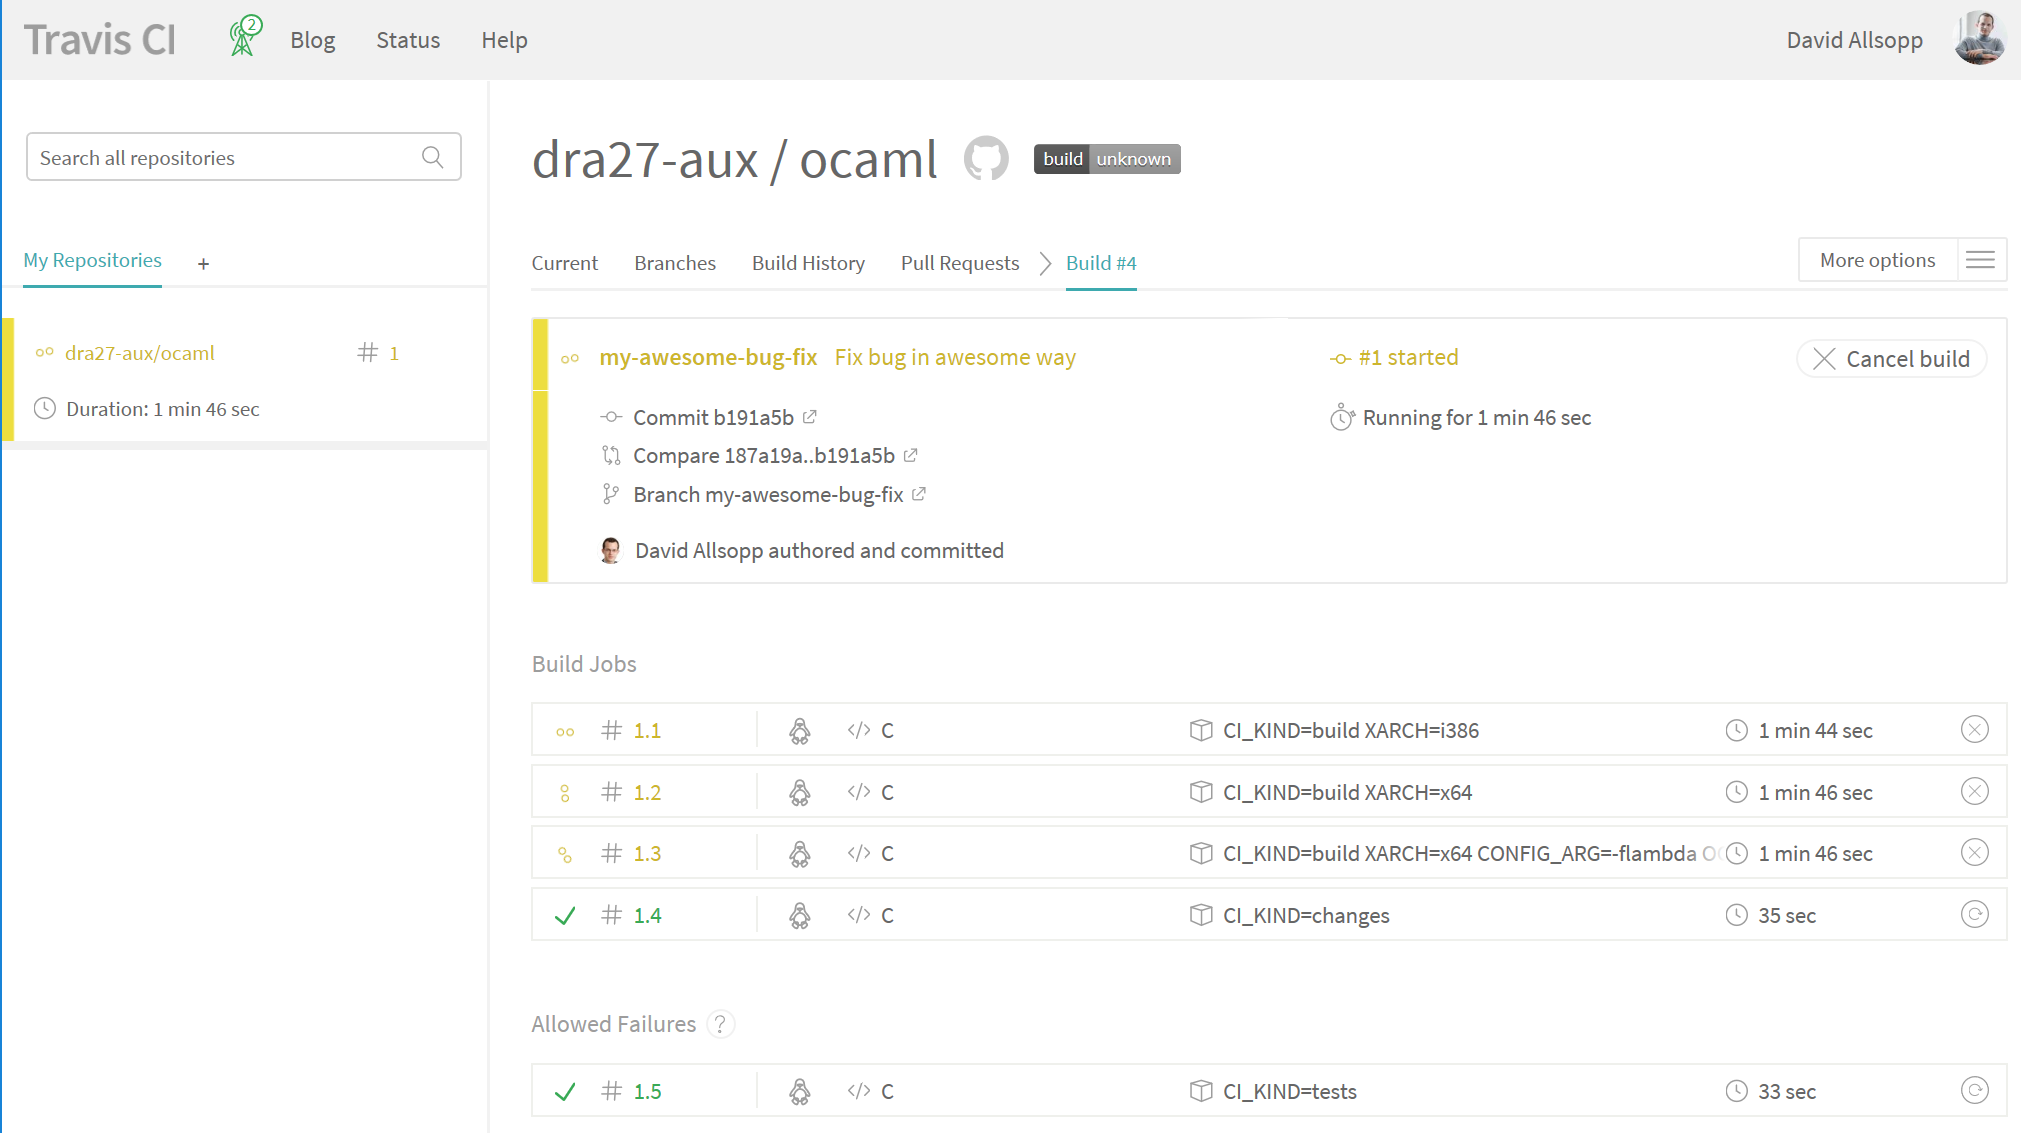 Travis CI
2
Blog
Status
Help
David Allsopp
Search all repositories
My Repositories
+
dra27-aux/ocaml
# 1
Duration: 1 min 46 sec
dra27-aux / ocaml
build unknown
Current
Branches
Build History
Pull Requests
Build #4
More options
my-awesome-bug-fix Fix bug in awesome way
#1 started
Cancel build
Commit b191a5b
Running for 1 min 46 sec
Compare 187a19a..b191a5b
Branch my-awesome-bug-fix
David Allsopp authored and committed
Build Jobs
# 1.1 </> C CI_KIND=build XARCH=i386 1 min 44 sec
# 1.2 </> C CI_KIND=build XARCH=x64 1 min 46 sec
# 1.3 </> C CI_KIND=build XARCH=x64 CONFIG_ARG=-flambda 1 min 46 sec
# 1.4 </> C CI_KIND=changes 35 sec
Allowed Failures ?
# 1.5 </> C CI_KIND=tests 33 sec